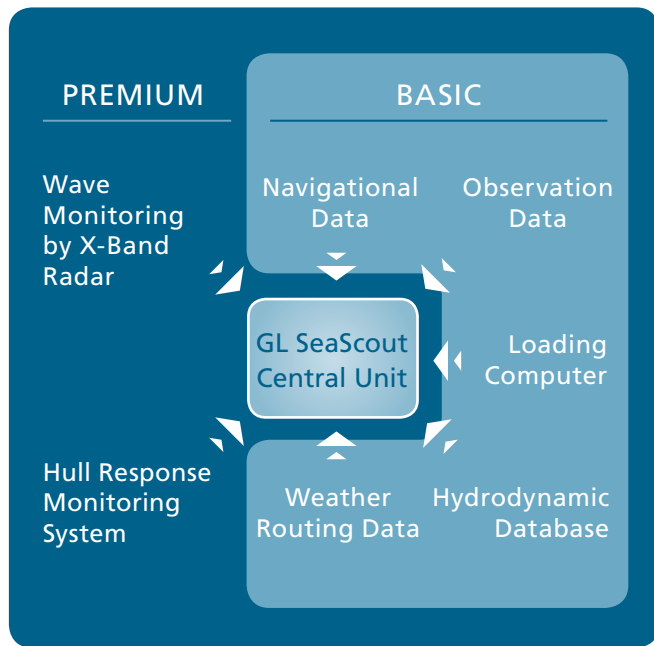 PREMIUM
BASIC
Wave
Monitoring
by X-Band
Radar
Navigational
Data
Observation
Data
GL SeaScout
Central Unit
Loading
Computer
Hull Response
Monitoring
System
Weather
Routing Data
Hydrodynamic
Database